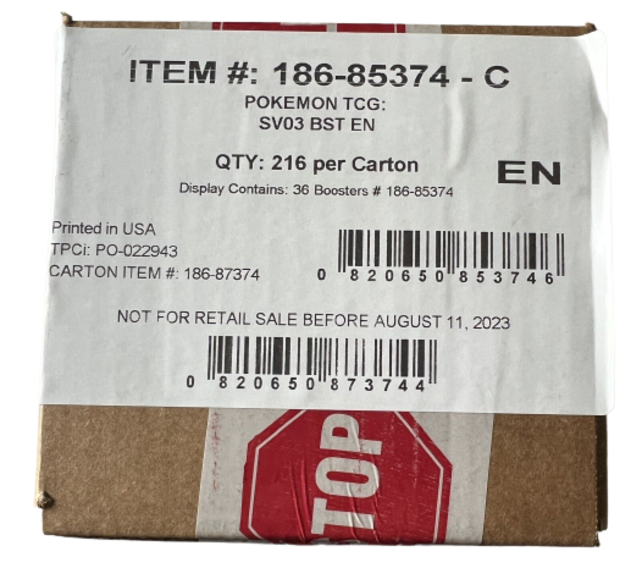 ITEM #: 186-85374 - C
POKEMON TCG:
SV03 BST EN
QTY: 216 per Carton
EN
Display Contains: 36 Boosters # 186-85374
Printed in USA
TPCi: PO-022943
CARTON ITEM #: 186-87374
0 820650 853746
NOT FOR RETAIL SALE BEFORE AUGUST 11, 2023
0 820650 873744
STOP